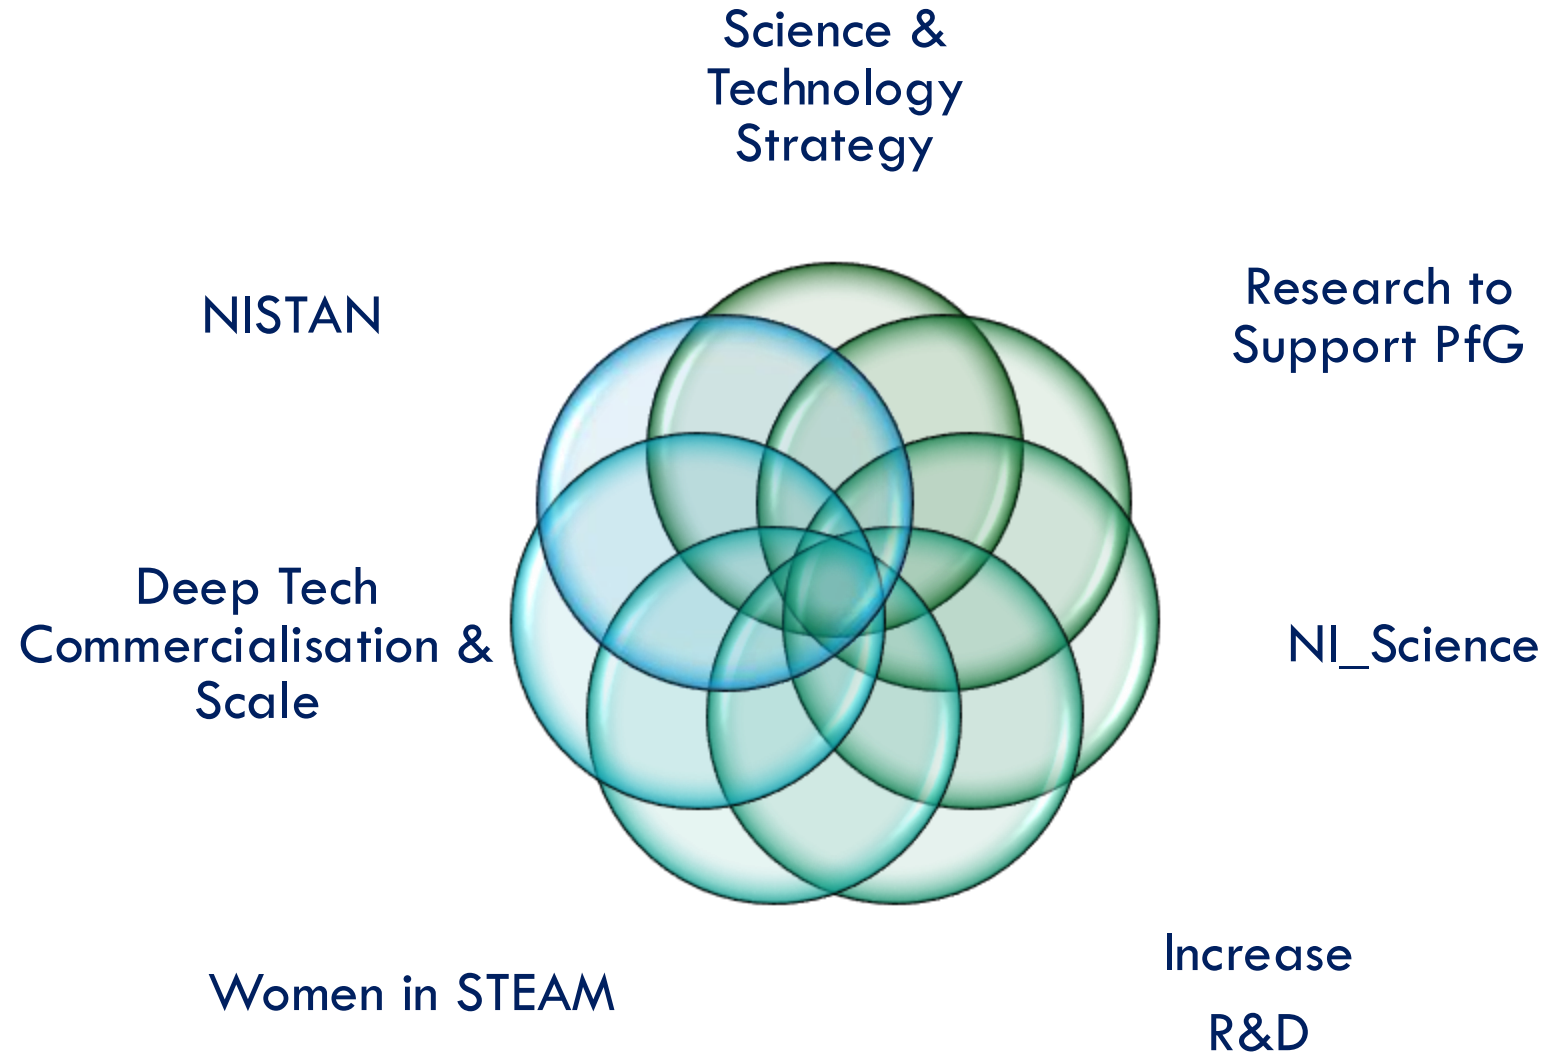 Science &
Technology
Strategy
NISTAN
Research to
Support PfG
Deep Tech
Commercialisation &
Scale
NI_Science
Women in STEAM
Increase
R&D